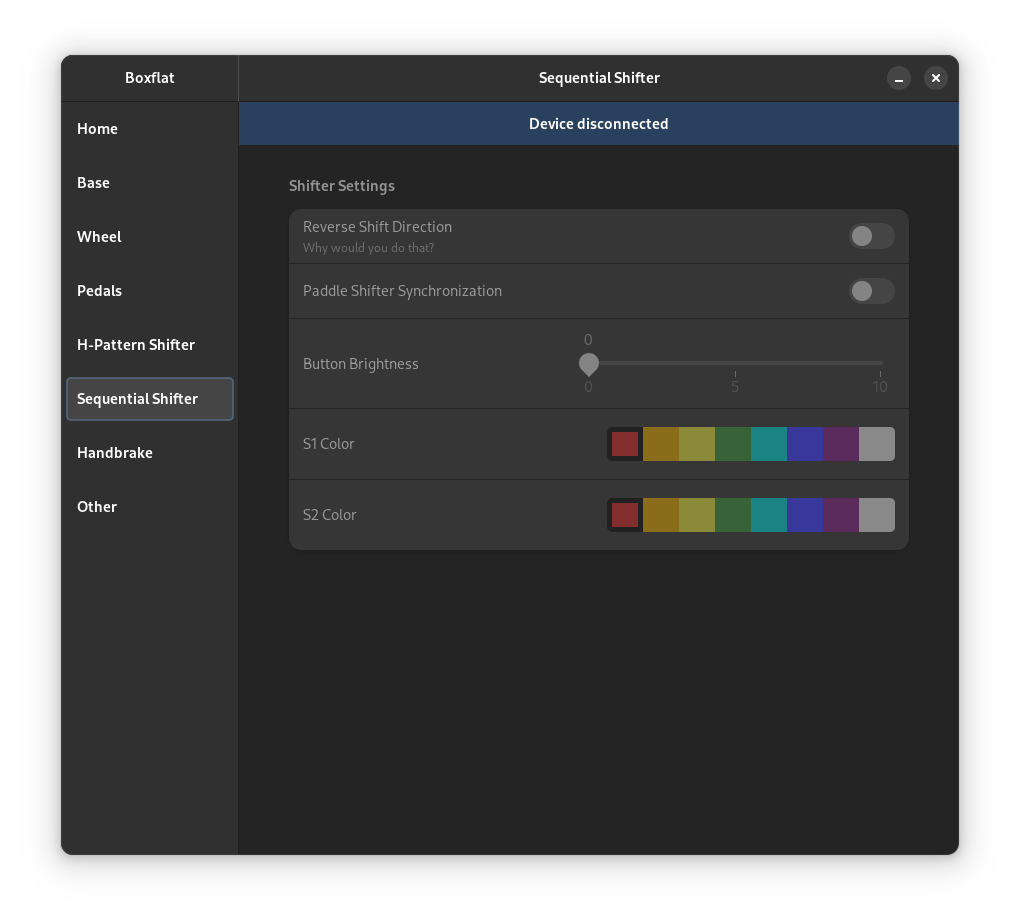 Boxflat
Sequential Shifter
Home
Base
Wheel
Pedals
H-Pattern Shifter
Sequential Shifter
Handbrake
Other
Device disconnected
Shifter Settings
Reverse Shift Direction
Why would you do that?
Paddle Shifter Synchronization
Button Brightness
0
0 5 10
S1 Color
S2 Color